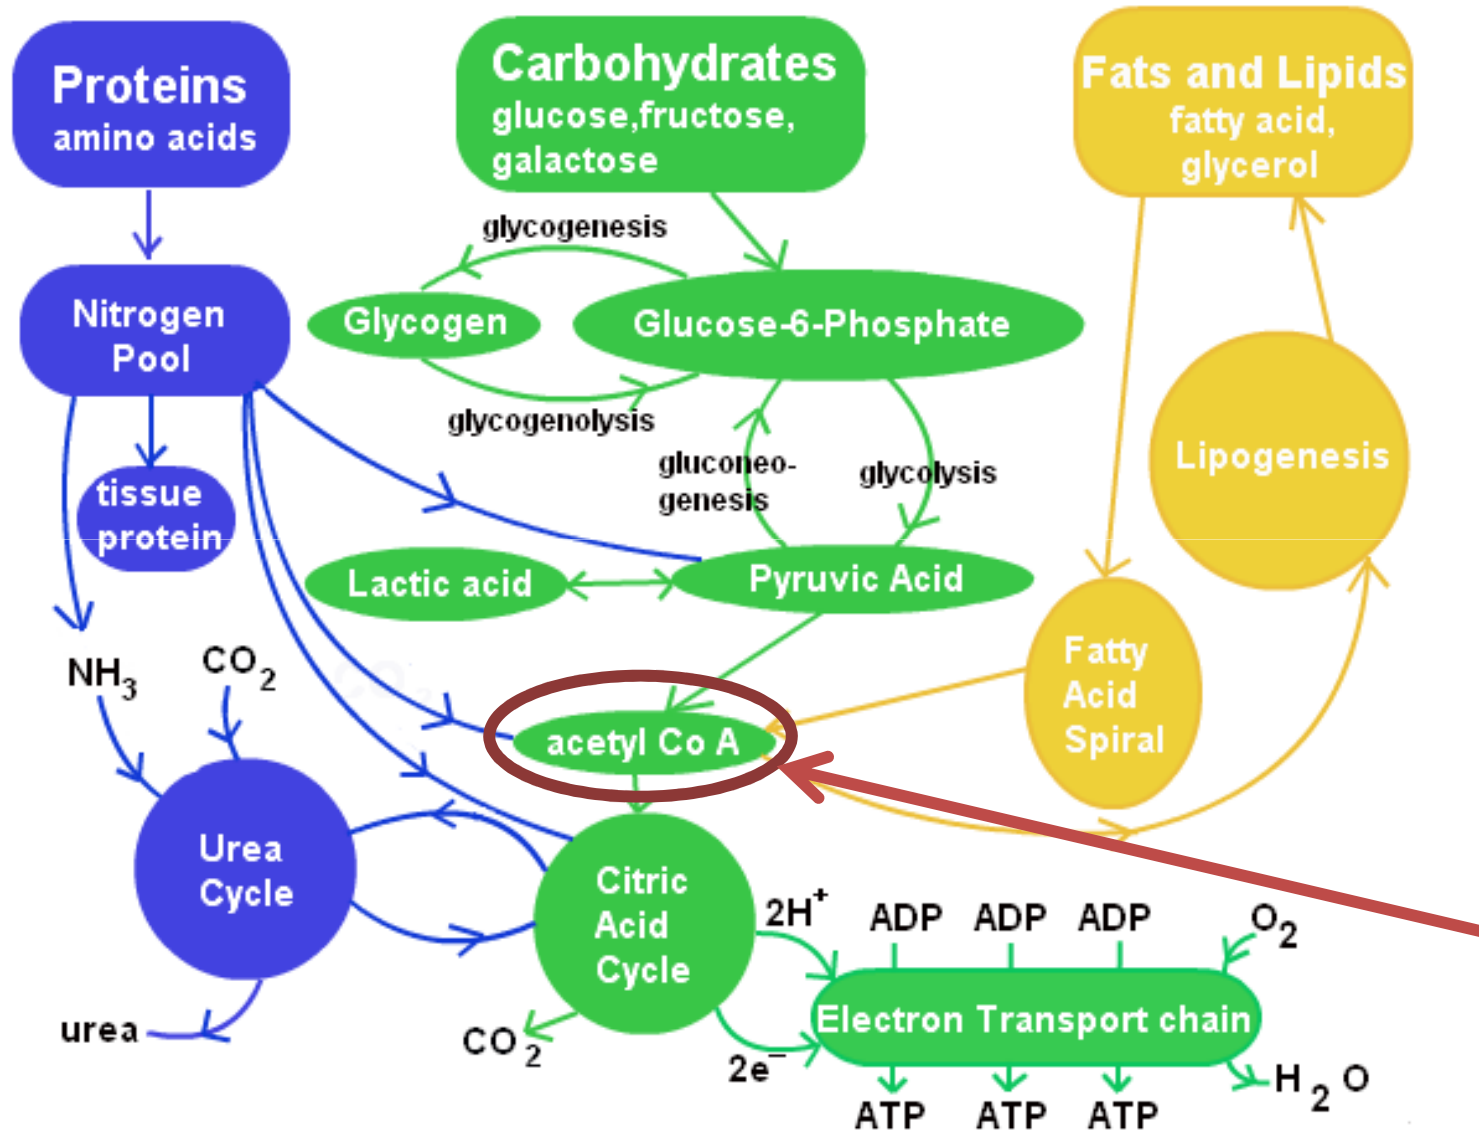 Proteins
amino acids
Carbohydrates
glucose,fructose,
galactose
Fats and Lipids
fatty acid,
glycerol
glycogenesis
Nitrogen
Pool
Glycogen
Glucose-6-Phosphate
glycogenolysis
gluconeo-
genesis
glycolysis
Lipogenesis
tissue
protein
Lactic acid
Pyruvic Acid
NH3
CO2
CO2
Fatty
Acid
Spiral
acetyl Co A
Urea
Cycle
Citric
Acid
Cycle
2H+
ADP
ADP
ADP
O2
Electron Transport chain
urea
CO2
2e−
H2O
ATP
ATP
ATP